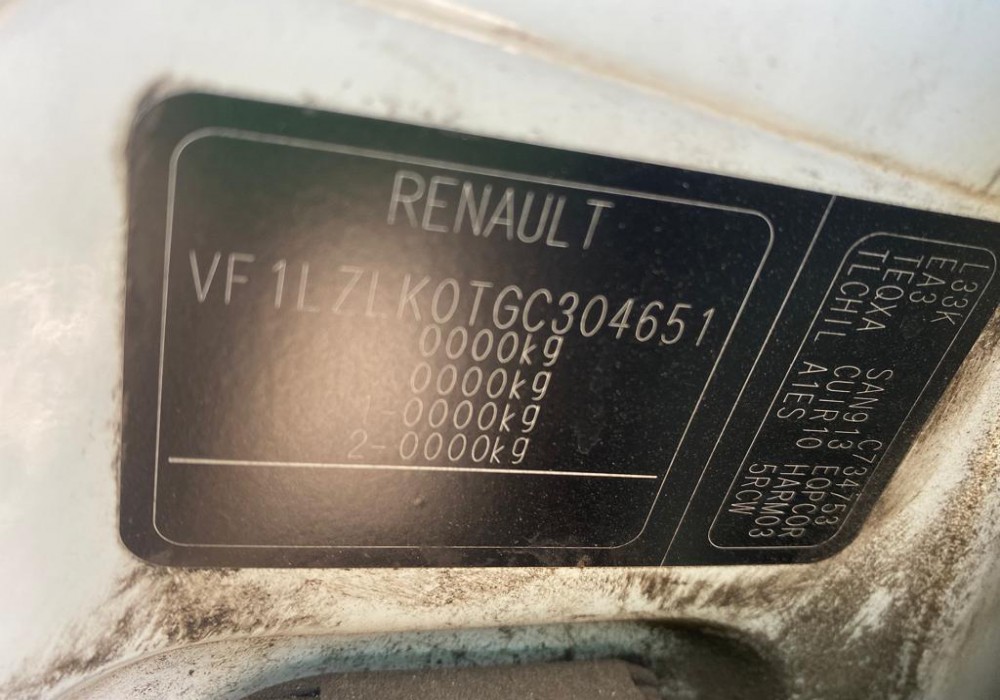 RENAULT
VF1LZLK0TGC304651
0000kg
0000kg
1-0000kg
2-0000kg
L33K
EA3 SAN913 C734753
TEQXA CUIR10 EQPCOR
TLCHIL A1ES HARM03
5RCW